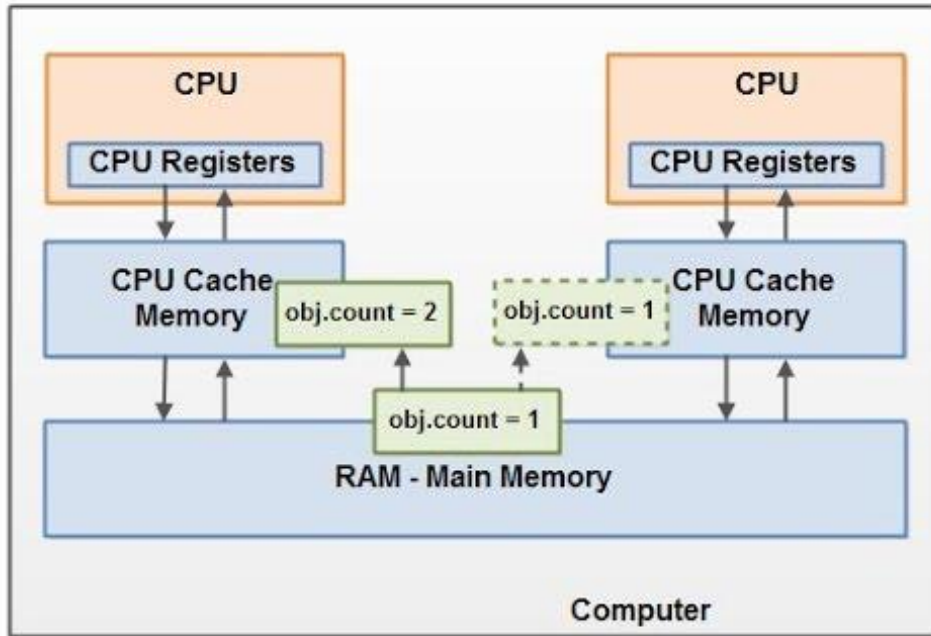 CPU
CPU Registers
CPU Cache
Memory
obj.count = 2
CPU
CPU Registers
CPU Cache
Memory
obj.count = 1
obj.count = 1
RAM - Main Memory
Computer